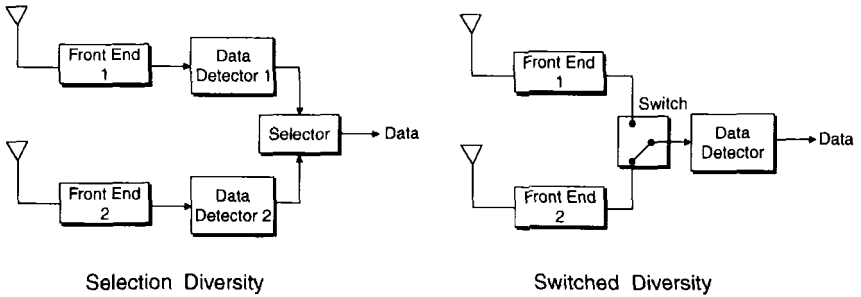 Front End
1
Data
Detector 1
Selector
Data
Front End
2
Data
Detector 2
Selection Diversity
Front End
1
Switch
Data
Detector
Data
Front End
2
Switched Diversity